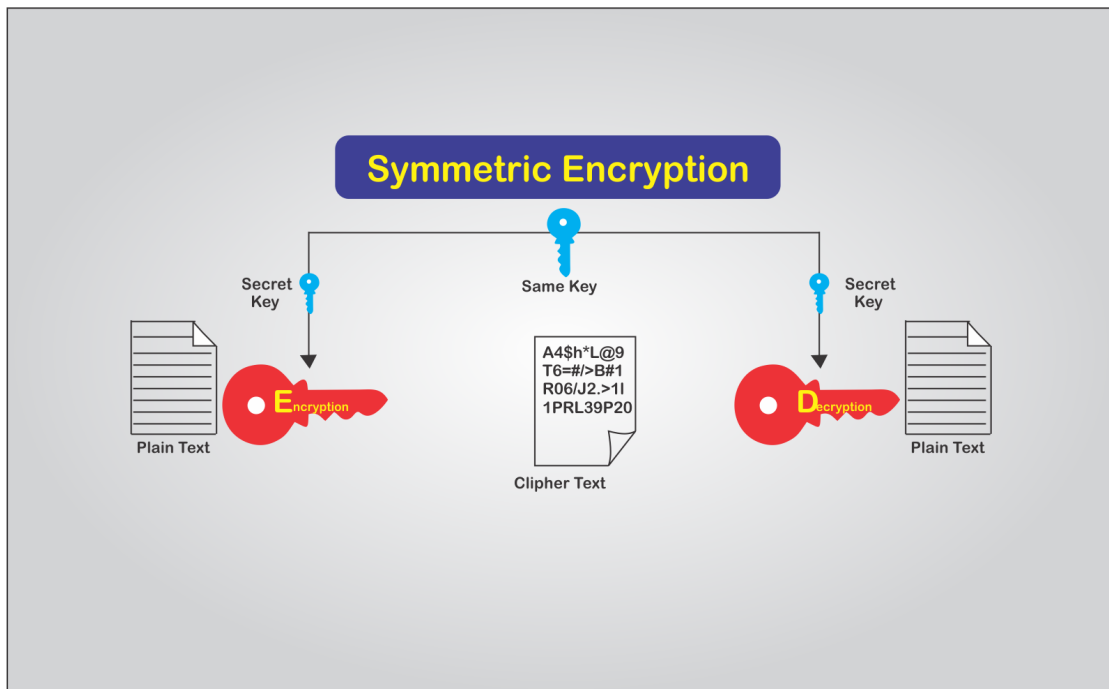 Symmetric Encryption
Same Key
Secret
Key
Secret
Key
Encryption
Plain Text
A4$h*L@9
T6=#/>B#1
R06/J2.>1I
1PRL39P20
Clipher Text
Decryption
Plain Text